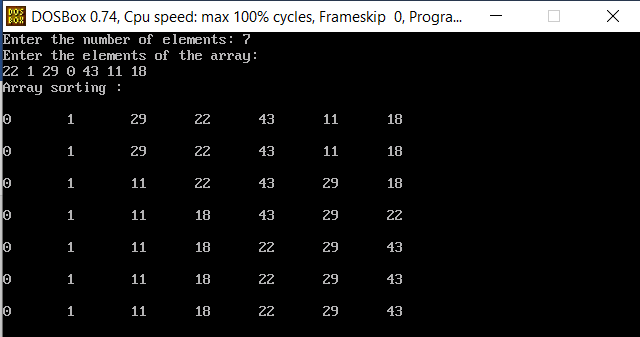 DOS
BOX
DOSBox 0.74, Cpu speed: max 100% cycles, Frameskip 0, Progra...
Enter the number of elements: 7
Enter the elements of the array:
22 1 29 0 43 11 18
Array sorting :
0 1 29 22 43 11 18
0 1 29 22 43 11 18
0 1 11 22 43 29 18
0 1 11 18 43 29 22
0 1 11 18 22 29 43
0 1 11 18 22 29 43
0 1 11 18 22 29 43